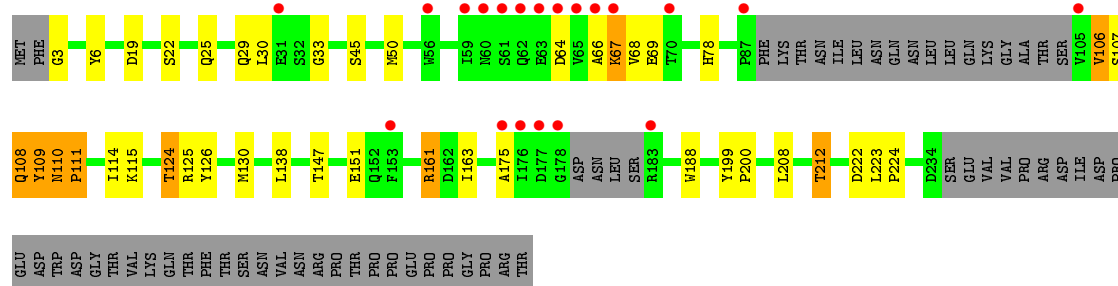 MET PHE G3 Y6 D19 S22 Q25 Q29 L30 E31 S32 G33 S45 M50 W56 I59 N60 S61 Q62 E63 D64 V65 A66 K67 V68 E69 T70 H78 P87 PHE LYS THR ASN ILE LEU ASN GLN ASN LEU LEU GLN LYS GLY ALA THR SER V105 V106 S107
Q108 Y109 N110 P111 I114 K115 T124 R125 Y126 M130 L138 T147 E151 Q152 F153 R161 D162 I163 A175 I176 D177 G178 ASP ASN LEU SER R183 W188 Y199 P200 L208 T212 D222 L223 P224 D234 SER GLU VAL VAL PRO ARG ASP ILE ASP PRO
GLU ASP TRP ASP GLY THR VAL LYS GLN THR PHE THR SER ASN VAL ASN ARG PRO THR PRO PRO GLU PRO PRO GLY PRO ARG THR